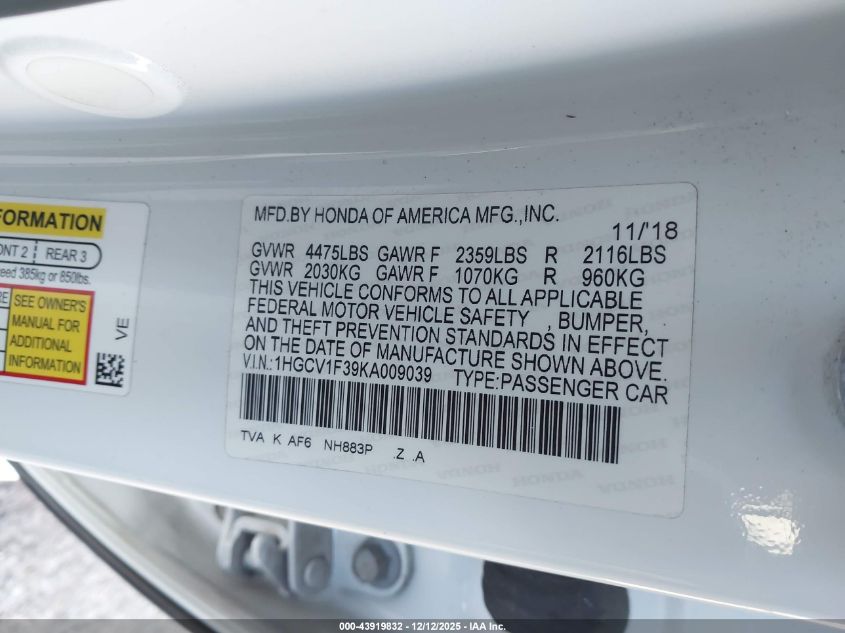 FORMATION
ONT 2 REAR 3
ceed 385kg or 850lbs.
RE SEE OWNER'S
MANUAL FOR
ADDITIONAL
INFORMATION
VE
MFD.BY HONDA OF AMERICA MFG.,INC.
11/'18
GVWR 4475LBS GAWR F 2359LBS R 2116LBS
GVWR 2030KG GAWR F 1070KG R 960KG
THIS VEHICLE CONFORMS TO ALL APPLICABLE
FEDERAL MOTOR VEHICLE SAFETY , BUMPER,
AND THEFT PREVENTION STANDARDS IN EFFECT
ON THE DATE OF MANUFACTURE SHOWN ABOVE.
V.I.N.:1HGCV1F39KA009039 TYPE:PASSENGER CAR
TVA K AF6 NH883P .Z .A
000-43919832 - 12/12/2025 - IAA Inc.